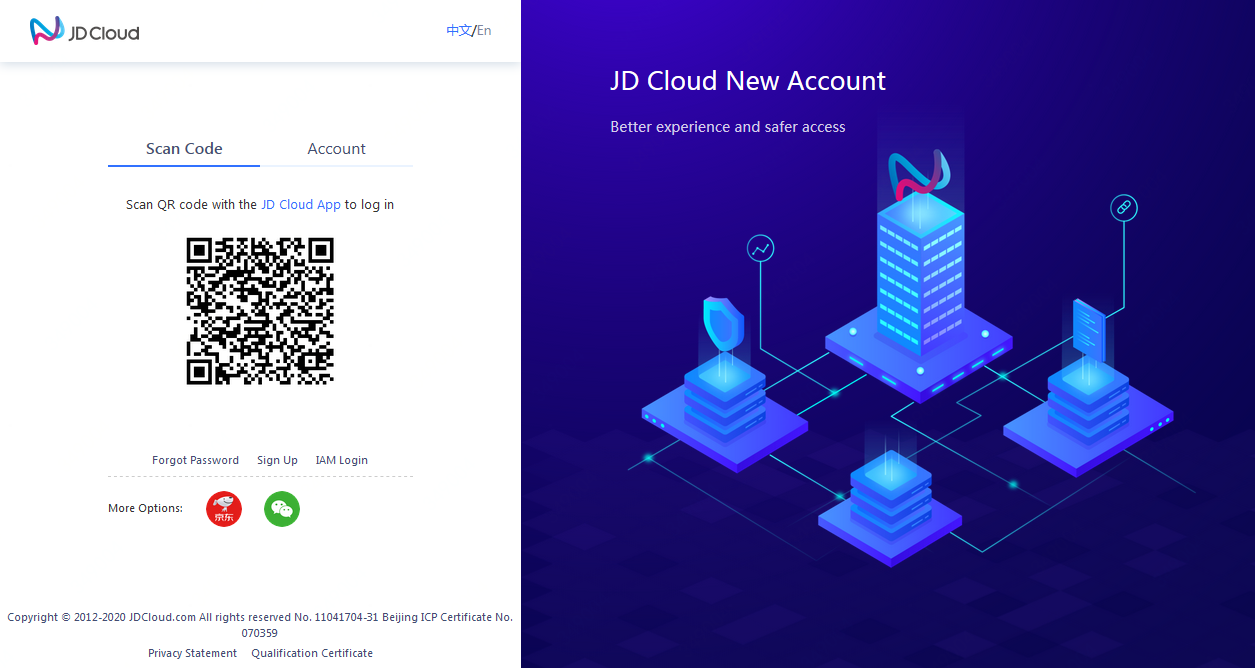 JD Cloud
中文/En
Scan Code
Account
Scan QR code with the JD Cloud App to log in
Forgot Password
Sign Up
IAM Login
More Options:
京东
Copyright © 2012-2020 JDCloud.com All rights reserved No. 11041704-31 Beijing ICP Certificate No.
070359
Privacy Statement
Qualification Certificate
JD Cloud New Account
Better experience and safer access